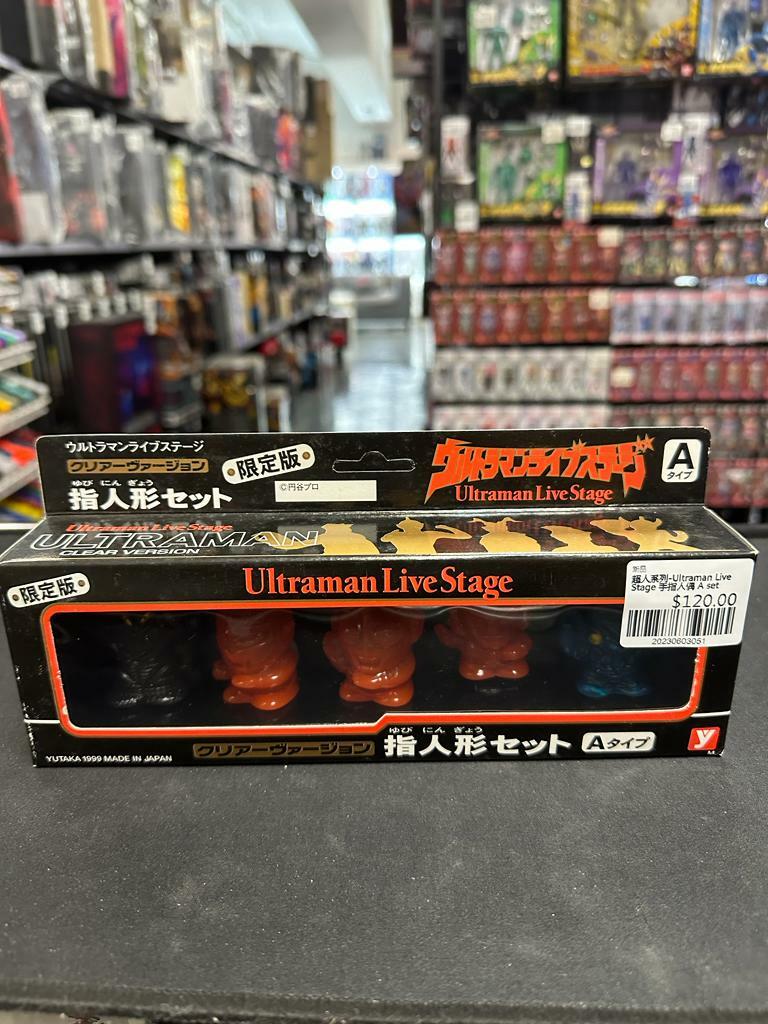 ウルトラマンライブステージ
クリアーヴァージョン
限定版
ゆび にん ぎょう
指人形セット
©円谷プロ
ウルトラマンライブステージ
Ultraman Live Stage
A
タイプ
Ultraman Live Stage
ULTRAMAN
CLEAR VERSION
限定版
Ultraman Live Stage
新品
超人系列-Ultraman Live
Stage 手指人偶 A set
$120.00
20230603051
YUTAKA 1999 MADE IN JAPAN
クリアーヴァージョン
ゆび にん ぎょう
指人形セット
Aタイプ
y